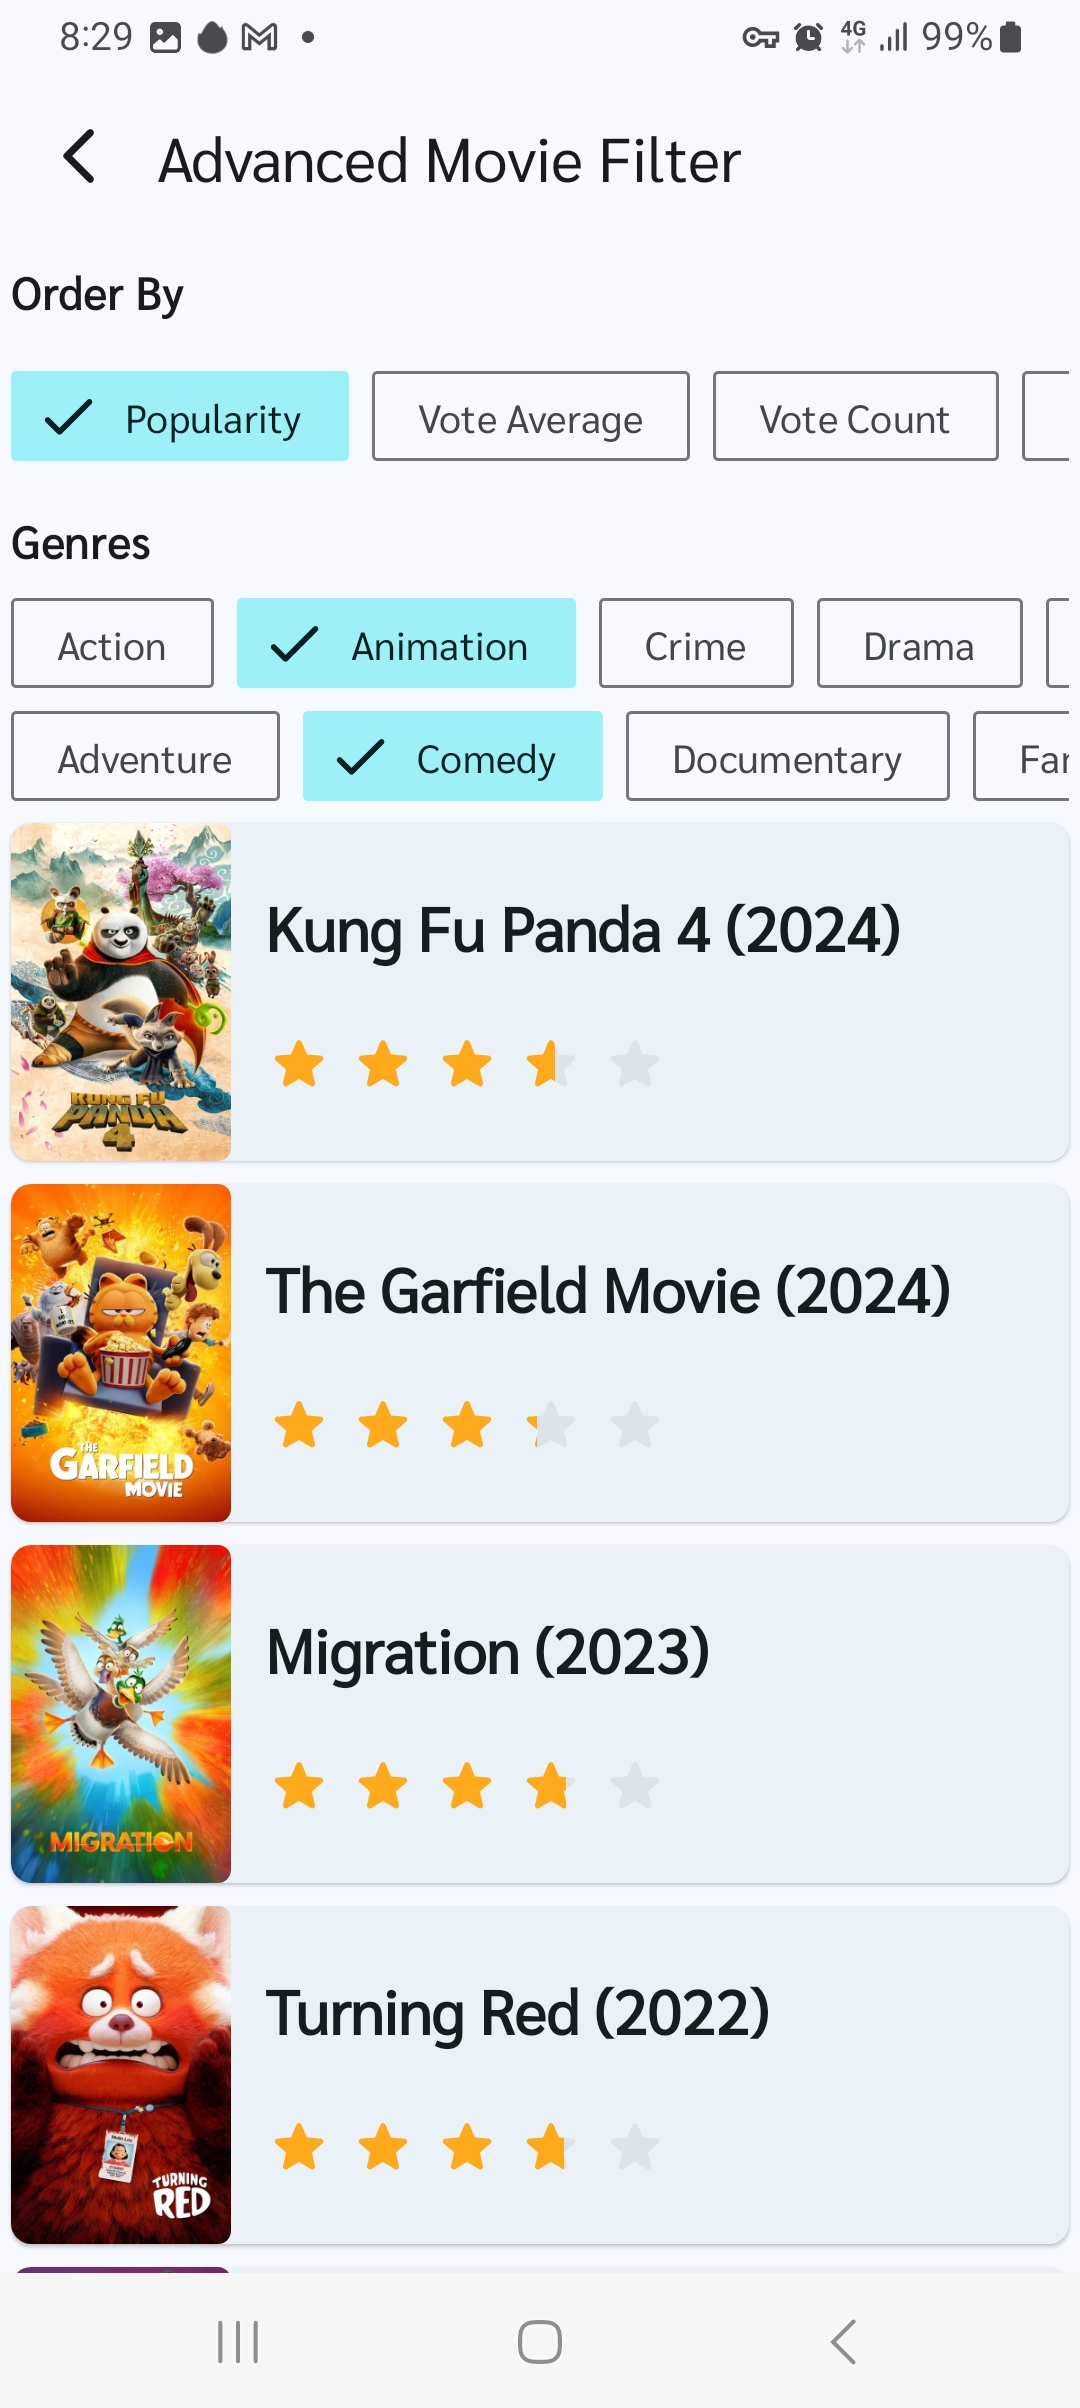 8:29 4G 99%
Advanced Movie Filter
Order By
Popularity Vote Average Vote Count
Genres
Action Animation Crime Drama
Adventure Comedy Documentary Far
Kung Fu Panda 4 (2024)
KUNG FU
PANDA
4
The Garfield Movie (2024)
THE
GARFIELD
MOVIE
Migration (2023)
MIGRATION
Turning Red (2022)
TURNING
RED